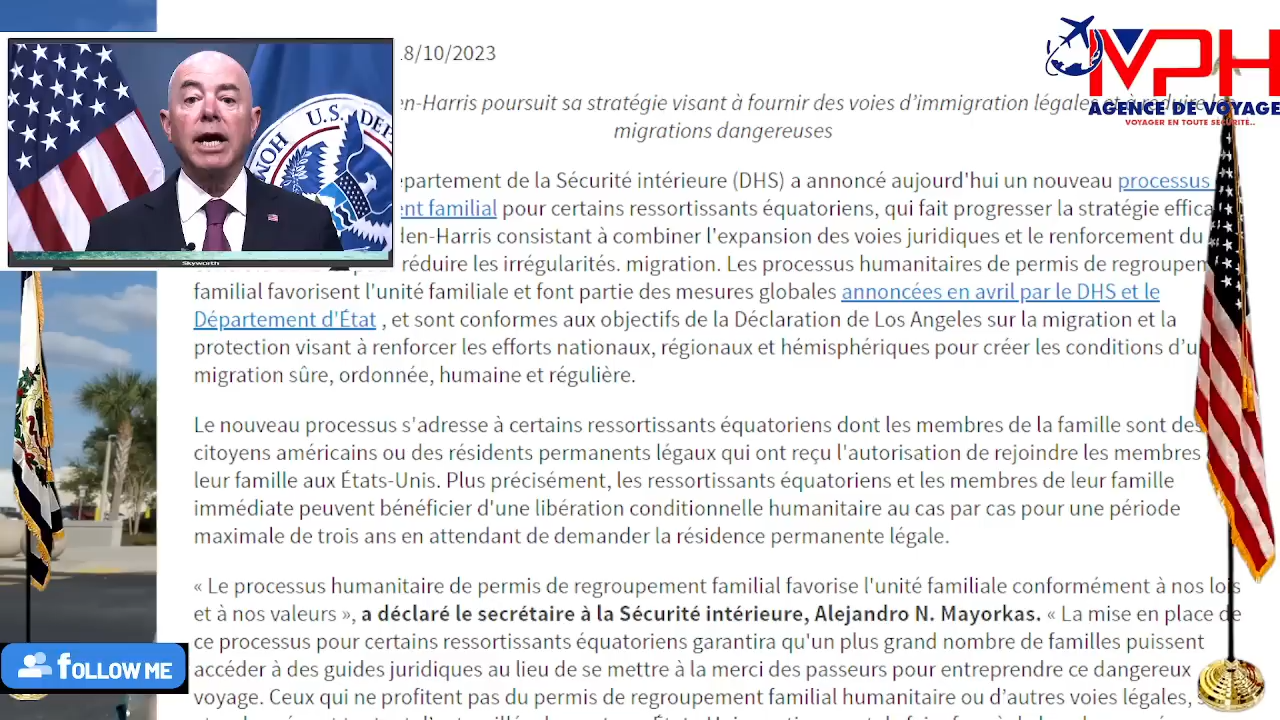 18/10/2023
MPH
AGENCE DE VOYAGE
VOYAGER EN TOUTE SÉCURITÉ..
en-Harris poursuit sa stratégie visant à fournir des voies d’immigration légales et à réduire les
migrations dangereuses
U.S. DEP
HOM
Skyworth
épartement de la Sécurité intérieure (DHS) a annoncé aujourd'hui un nouveau processus
ent familial pour certains ressortissants équatoriens, qui fait progresser la stratégie effica
den-Harris consistant à combiner l'expansion des voies juridiques et le renforcement du
réduire les irrégularités. migration. Les processus humanitaires de permis de regroupem
familial favorisent l'unité familiale et font partie des mesures globales annoncées en avril par le DHS et le
Département d'État , et sont conformes aux objectifs de la Déclaration de Los Angeles sur la migration et la
protection visant à renforcer les efforts nationaux, régionaux et hémisphériques pour créer les conditions d'u
migration sûre, ordonnée, humaine et régulière.
Le nouveau processus s'adresse à certains ressortissants équatoriens dont les membres de la famille sont des
citoyens américains ou des résidents permanents légaux qui ont reçu l'autorisation de rejoindre les membres
leur famille aux États-Unis. Plus précisément, les ressortissants équatoriens et les membres de leur famille
immédiate peuvent bénéficier d'une libération conditionnelle humanitaire au cas par cas pour une période
maximale de trois ans en attendant de demander la résidence permanente légale.
« Le processus humanitaire de permis de regroupement familial favorise l'unité familiale conformément à nos lois
et à nos valeurs », a déclaré le secrétaire à la Sécurité intérieure, Alejandro N. Mayorkas. « La mise en place de
ce processus pour certains ressortissants équatoriens garantira qu'un plus grand nombre de familles puissent
accéder à des guides juridiques au lieu de se mettre à la merci des passeurs pour entreprendre ce dangereux
voyage. Ceux qui ne profitent pas du permis de regroupement familial humanitaire ou d’autres voies légales, s
FOLLOW ME